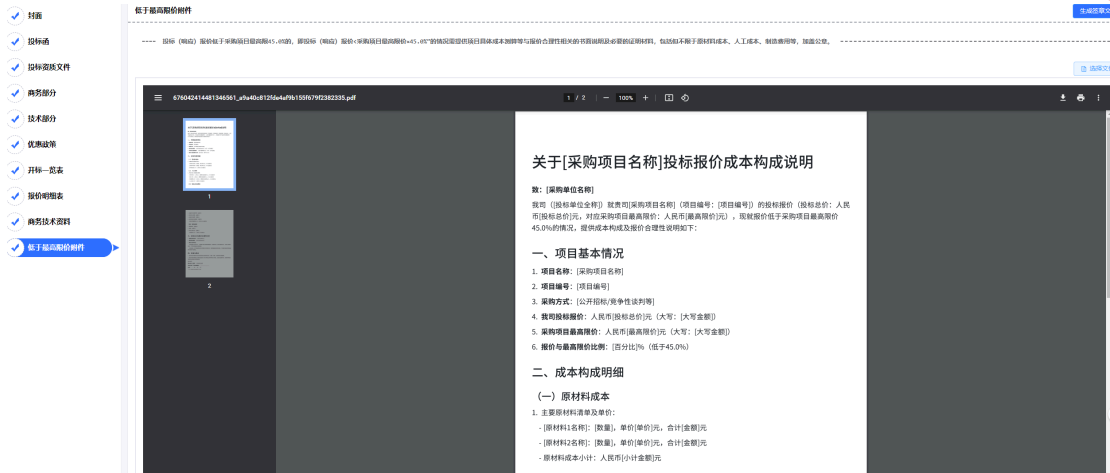 封面
投标函
投标资质文件
商务部分
技术部分
优惠政策
开标一览表
报价明细表
商务技术资料
低于最高限价附件
低于最高限价附件
生成签章文
---- 投标（响应）报价低于采购项目最高限45.0%的，即投标（响应）报价<采购项目最高限价×45.0%"的情况需提供项目具体成本测算等与报价合理性相关的书面说明及必要的证明材料，包括但不限于原材料成本、人工成本、制造费用等，加盖公章。
选择文
676042414481346561_a9a40c812fde4af9b155f679f2382335.pdf
1 / 2
100%
1
2
关于[采购项目名称]投标报价成本构成说明
致：[采购单位名称]
我司（[投标单位全称]）就贵司[采购项目名称]（项目编号：[项目编号]）的投标报价（投标总价：人民
币[投标总价]元，对应采购项目最高限价：人民币[最高限价]元），现就报价低于采购项目最高限价
45.0%的情况，提供成本构成及报价合理性说明如下：
一、项目基本情况
1. 项目名称：[采购项目名称]
2. 项目编号：[项目编号]
3. 采购方式：[公开招标/竞争性谈判等]
4. 我司投标报价：人民币[投标总价]元（大写：[大写金额]）
5. 采购项目最高限价：人民币[最高限价]元（大写：[大写金额]）
6. 报价与最高限价比例：[百分比]%（低于45.0%）
二、成本构成明细
（一）原材料成本
1. 主要原材料清单及单价：
- [原材料1名称]：[数量]，单价[单价]元，合计[金额]元
- [原材料2名称]：[数量]，单价[单价]元，合计[金额]元
- 原材料成本小计：人民币[小计金额]元